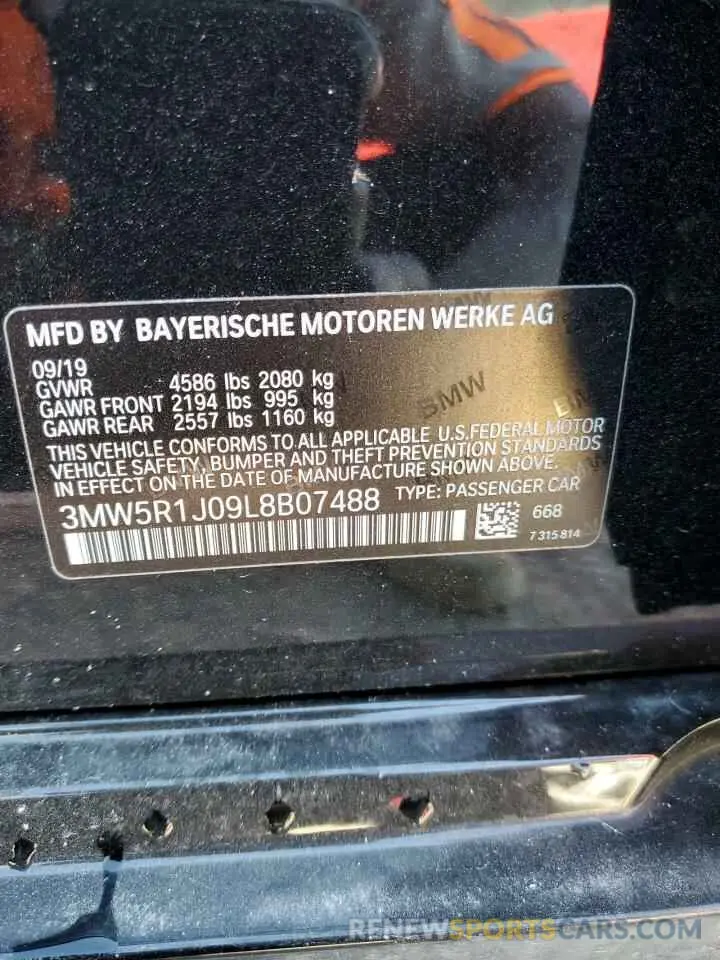 MFD BY BAYERISCHE MOTOREN WERKE AG
09/19
GVWR 4586 lbs 2080 kg
GAWR FRONT 2194 lbs 995 kg
GAWR REAR 2557 lbs 1160 kg
THIS VEHICLE CONFORMS TO ALL APPLICABLE U.S.FEDERAL MOTOR
VEHICLE SAFETY, BUMPER AND THEFT PREVENTION STANDARDS
IN EFFECT ON THE DATE OF MANUFACTURE SHOWN ABOVE.
3MW5R1J09L8B07488 TYPE: PASSENGER CAR
668
7 315 814
BMW
RENEWSPORTSCARS.COM